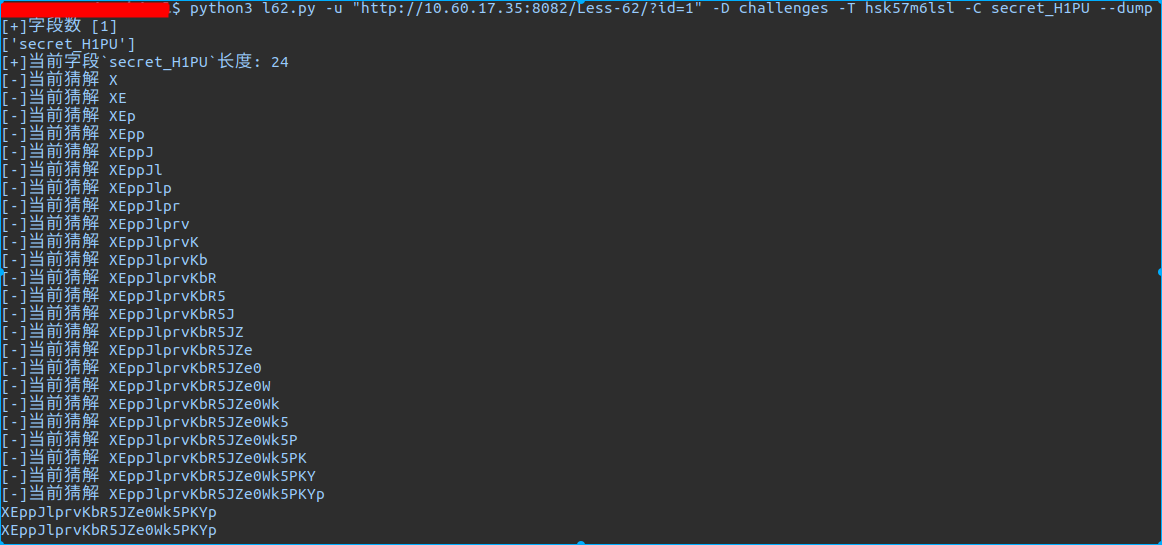 $ python3 l62.py -u "http://10.60.17.35:8082/Less-62/?id=1" -D challenges -T hsk57m6lsl -C secret_H1PU --dump
[+]字段数 [1]
['secret_H1PU']
[+]当前字段`secret_H1PU`长度: 24
[-]当前猜解 X
[-]当前猜解 XE
[-]当前猜解 XEp
[-]当前猜解 XEpp
[-]当前猜解 XEppJ
[-]当前猜解 XEppJl
[-]当前猜解 XEppJlp
[-]当前猜解 XEppJlpr
[-]当前猜解 XEppJlprv
[-]当前猜解 XEppJlprvK
[-]当前猜解 XEppJlprvKb
[-]当前猜解 XEppJlprvKbR
[-]当前猜解 XEppJlprvKbR5
[-]当前猜解 XEppJlprvKbR5J
[-]当前猜解 XEppJlprvKbR5JZ
[-]当前猜解 XEppJlprvKbR5JZe
[-]当前猜解 XEppJlprvKbR5JZe0
[-]当前猜解 XEppJlprvKbR5JZe0W
[-]当前猜解 XEppJlprvKbR5JZe0Wk
[-]当前猜解 XEppJlprvKbR5JZe0Wk5
[-]当前猜解 XEppJlprvKbR5JZe0Wk5P
[-]当前猜解 XEppJlprvKbR5JZe0Wk5PK
[-]当前猜解 XEppJlprvKbR5JZe0Wk5PKY
[-]当前猜解 XEppJlprvKbR5JZe0Wk5PKYp
XEppJlprvKbR5JZe0Wk5PKYp
XEppJlprvKbR5JZe0Wk5PKYp